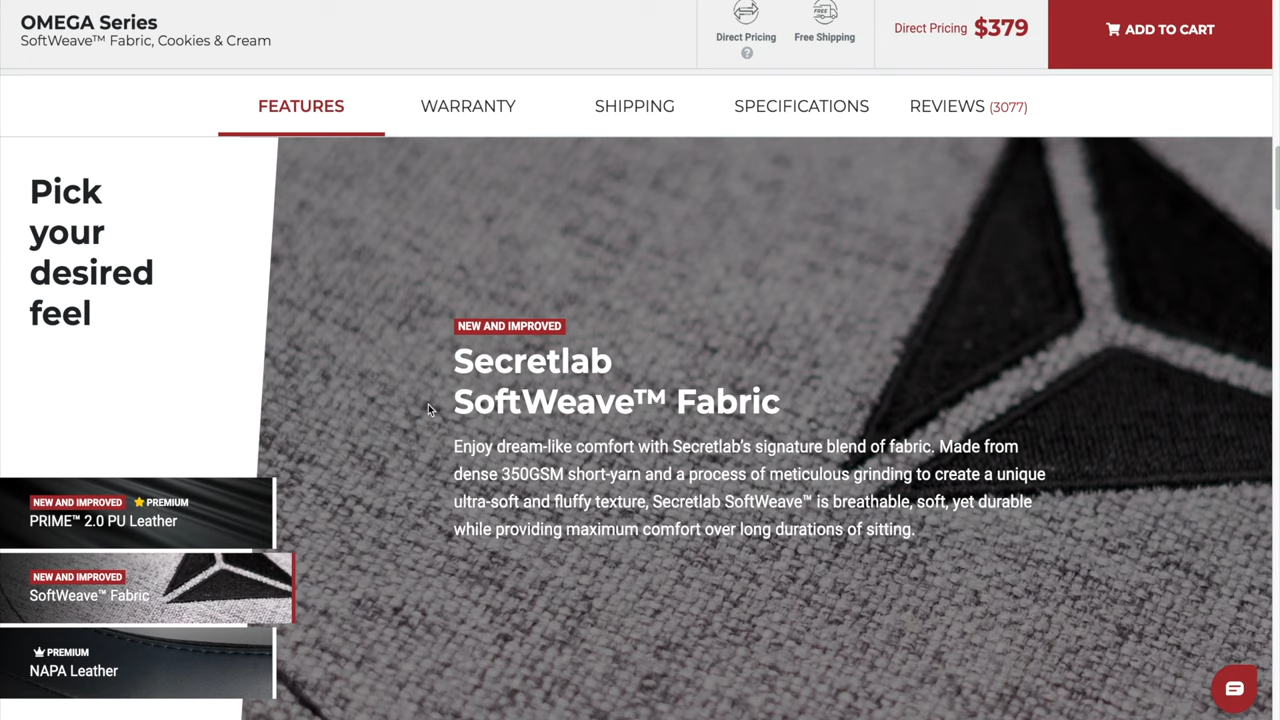 OMEGA Series
SoftWeave™ Fabric, Cookies & Cream
Direct Pricing
?
FREE
Free Shipping
Direct Pricing $379
ADD TO CART
FEATURES
WARRANTY
SHIPPING
SPECIFICATIONS
REVIEWS (3077)
Pick
your
desired
feel
NEW AND IMPROVED
Secretlab
SoftWeave™ Fabric
Enjoy dream-like comfort with Secretlab's signature blend of fabric. Made from
dense 350GSM short-yarn and a process of meticulous grinding to create a unique
ultra-soft and fluffy texture, Secretlab SoftWeave™ is breathable, soft, yet durable
while providing maximum comfort over long durations of sitting.
NEW AND IMPROVED PREMIUM
PRIME™ 2.0 PU Leather
NEW AND IMPROVED
SoftWeave™ Fabric
PREMIUM
NAPA Leather